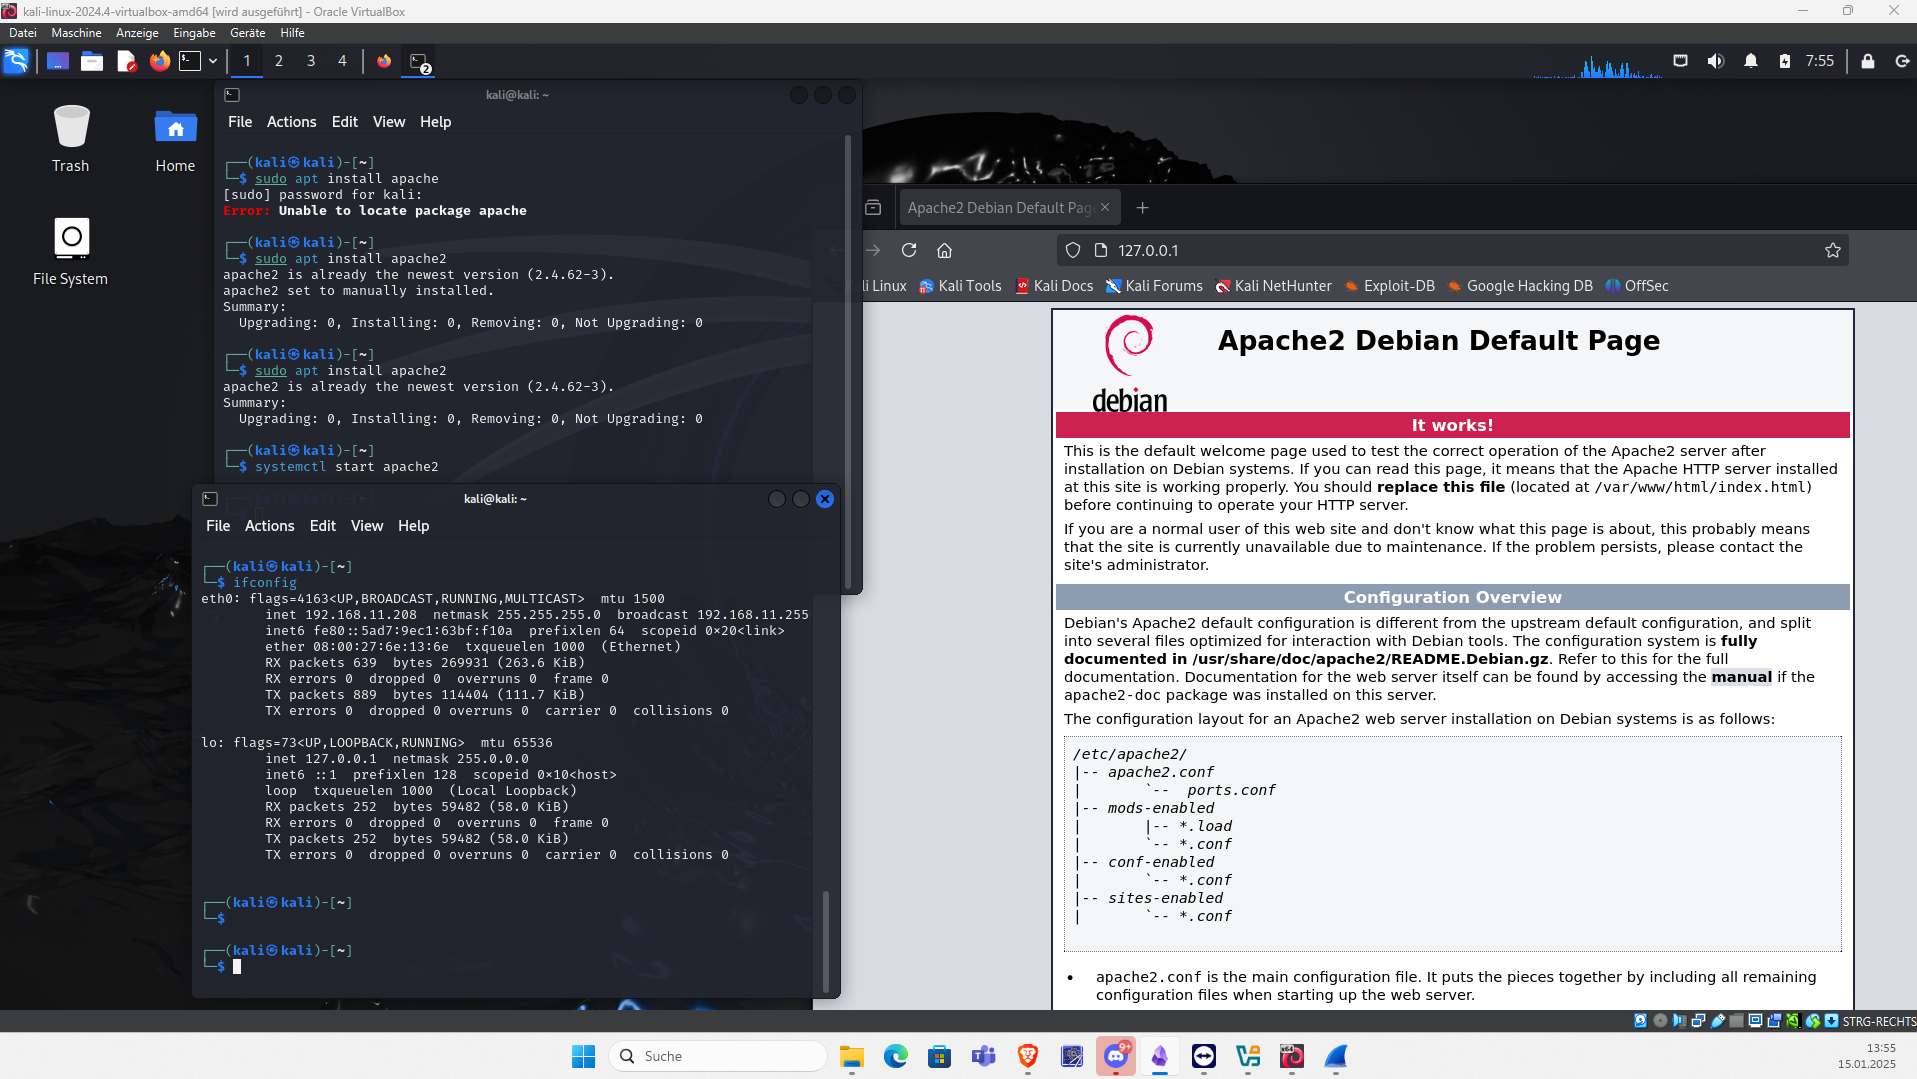 kali-linux-2024.4-virtualbox-amd64 [wird ausgeführt] - Oracle VirtualBox
Datei Maschine Anzeige Eingabe Geräte Hilfe
1 2 3 4 2 7:55
Trash
Home
File System
kali@kali: ~
File Actions Edit View Help
┌──(kali㉿kali)-[~]
└─$ sudo apt install apache
[sudo] password for kali:
Error: Unable to locate package apache
┌──(kali㉿kali)-[~]
└─$ sudo apt install apache2
apache2 is already the newest version (2.4.62-3).
apache2 set to manually installed.
Summary:
Upgrading: 0, Installing: 0, Removing: 0, Not Upgrading: 0
┌──(kali㉿kali)-[~]
└─$ sudo apt install apache2
apache2 is already the newest version (2.4.62-3).
Summary:
Upgrading: 0, Installing: 0, Removing: 0, Not Upgrading: 0
┌──(kali㉿kali)-[~]
└─$ systemctl start apache2
kali@kali: ~
File Actions Edit View Help
┌──(kali㉿kali)-[~]
└─$ ifconfig
eth0: flags=4163<UP,BROADCAST,RUNNING,MULTICAST> mtu 1500
inet 192.168.11.208 netmask 255.255.255.0 broadcast 192.168.11.255
inet6 fe80::5ad7:9ec1:63bf:f10a prefixlen 64 scopeid 0×20<link>
ether 08:00:27:6e:13:6e txqueuelen 1000 (Ethernet)
RX packets 639 bytes 269931 (263.6 KiB)
RX errors 0 dropped 0 overruns 0 frame 0
TX packets 889 bytes 114404 (111.7 KiB)
TX errors 0 dropped 0 overruns 0 carrier 0 collisions 0
lo: flags=73<UP,LOOPBACK,RUNNING> mtu 65536
inet 127.0.0.1 netmask 255.0.0.0
inet6 ::1 prefixlen 128 scopeid 0×10<host>
loop txqueuelen 1000 (Local Loopback)
RX packets 252 bytes 59482 (58.0 KiB)
RX errors 0 dropped 0 overruns 0 frame 0
TX packets 252 bytes 59482 (58.0 KiB)
TX errors 0 dropped 0 overruns 0 carrier 0 collisions 0
┌──(kali㉿kali)-[~]
└─$
┌──(kali㉿kali)-[~]
└─$
Apache2 Debian Default Pag
127.0.0.1
li Linux Kali Tools Kali Docs Kali Forums Kali NetHunter Exploit-DB Google Hacking DB OffSec
Apache2 Debian Default Page
debian
It works!
This is the default welcome page used to test the correct operation of the Apache2 server after
installation on Debian systems. If you can read this page, it means that the Apache HTTP server installed
at this site is working properly. You should replace this file (located at /var/www/html/index.html)
before continuing to operate your HTTP server.
If you are a normal user of this web site and don't know what this page is about, this probably means
that the site is currently unavailable due to maintenance. If the problem persists, please contact the
site's administrator.
Configuration Overview
Debian's Apache2 default configuration is different from the upstream default configuration, and split
into several files optimized for interaction with Debian tools. The configuration system is fully
documented in /usr/share/doc/apache2/README.Debian.gz. Refer to this for the full
documentation. Documentation for the web server itself can be found by accessing the manual if the
apache2-doc package was installed on this server.
The configuration layout for an Apache2 web server installation on Debian systems is as follows:
/etc/apache2/
|-- apache2.conf
|       `--  ports.conf
|-- mods-enabled
|       |-- *.load
|       `-- *.conf
|-- conf-enabled
|       `-- *.conf
|-- sites-enabled
|       `-- *.conf
• apache2.conf is the main configuration file. It puts the pieces together by including all remaining
configuration files when starting up the web server.
STRG-RECHTS
Suche
9+
13:55
15.01.2025